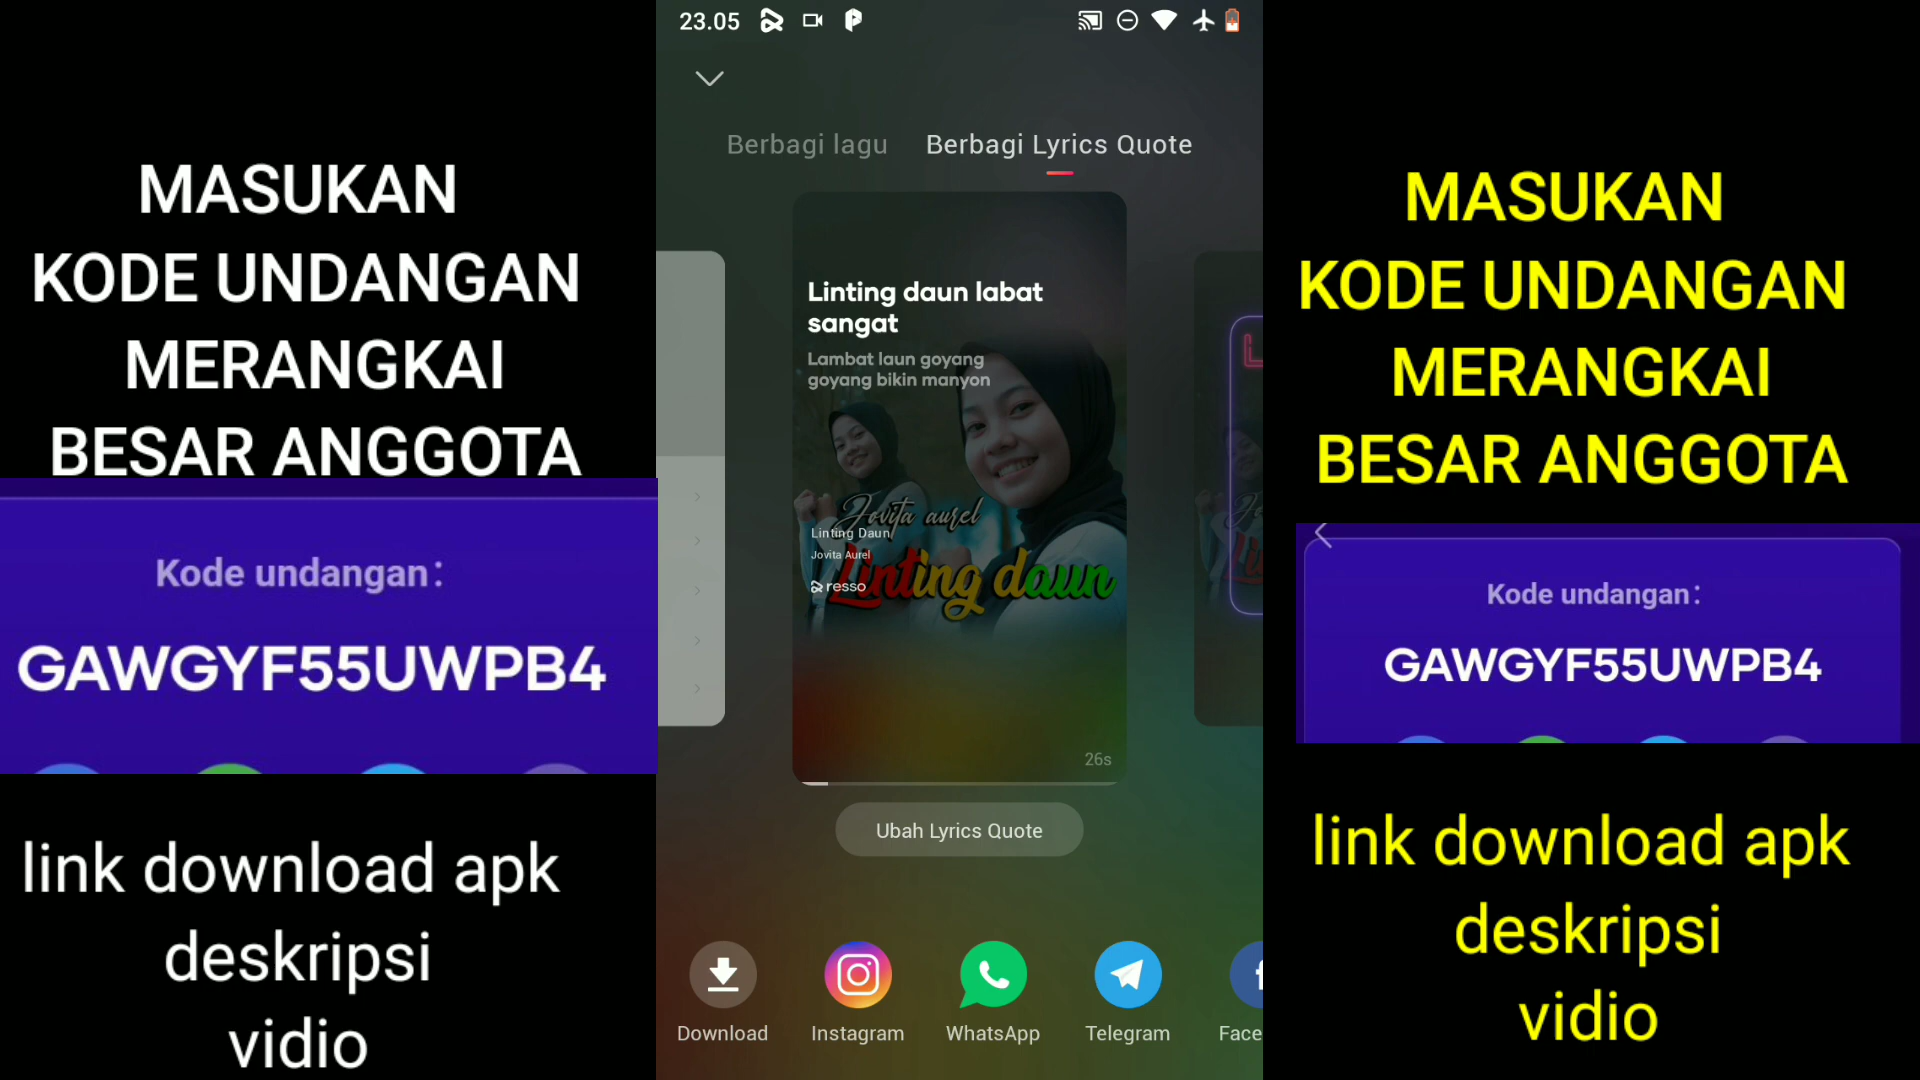 MASUKAN
KODE UNDANGAN
MERANGKAI
BESAR ANGGOTA
Kode undangan:
GAWGYF55UWPB4
link download apk
deskripsi
vidio
23.05
Berbagi lagu
Berbagi Lyrics Quote
Linting daun labat
sangat
Lambat laun goyang
goyang bikin manyon
Jovita aurel
Linting Daun
Jovita Aurel
Linting daun
resso
26s
Ubah Lyrics Quote
Download
Instagram
WhatsApp
Telegram
Face
MASUKAN
KODE UNDANGAN
MERANGKAI
BESAR ANGGOTA
Kode undangan:
GAWGYF55UWPB4
link download apk
deskripsi
vidio